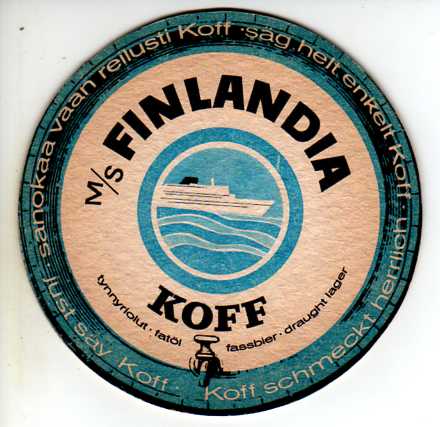 sanokaa vaan reilusti Koff · säg helt enkelt Koff · Koff schmeckt herrlich · just say Koff ·
M/S FINLANDIA
KOFF
tynnyriolut · fatöl fassbier · draught lager